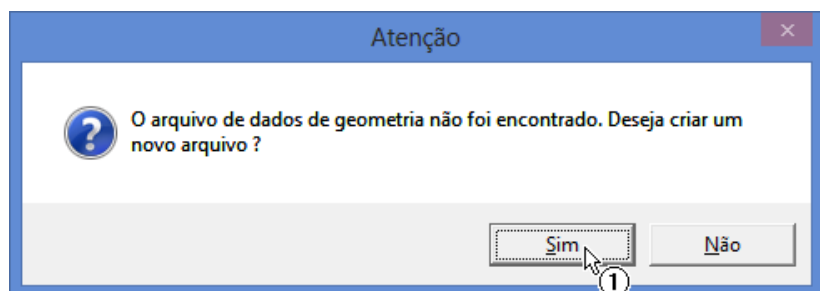 Atenção
O arquivo de dados de geometria não foi encontrado. Deseja criar um
novo arquivo ?
Sim
Não
1